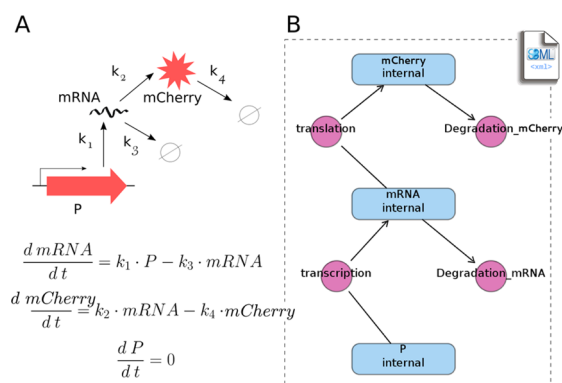 A
k₂
k₄
mRNA
mCherry
k₁
k₃
P
d mRNA / d t = k₁ · P − k₃ · mRNA
d mCherry / d t = k₂ · mRNA − k₄ · mCherry
d P / d t = 0
B
SBML
<xml>
mCherry
internal
translation
Degradation_mCherry
mRNA
internal
transcription
Degradation_mRNA
P
internal